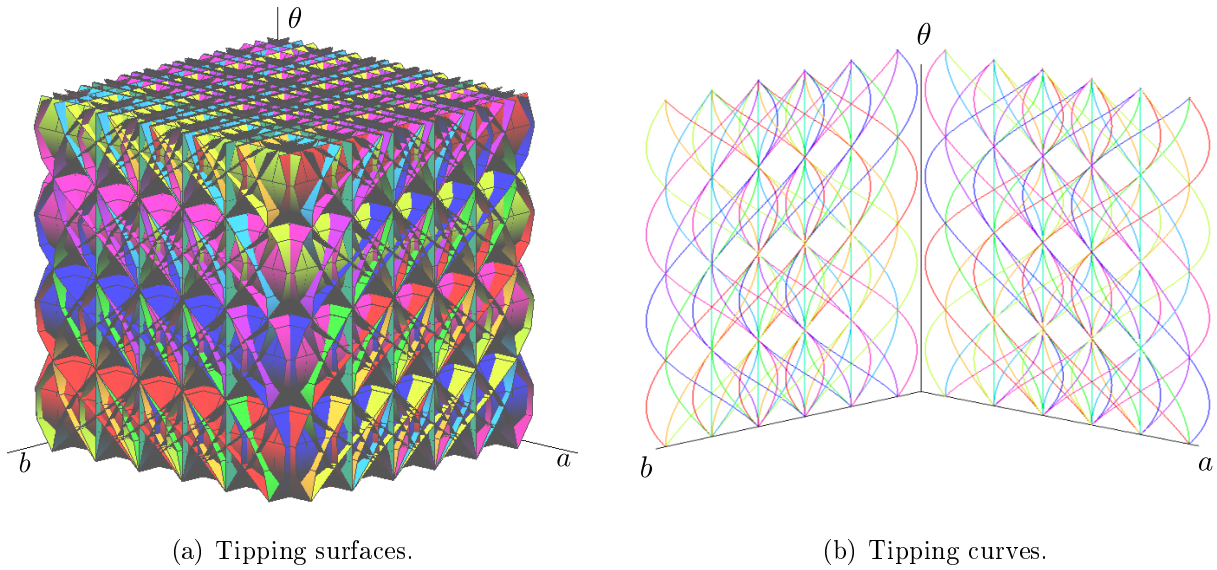 θ
b
a
(a) Tipping surfaces.
θ
b
a
(b) Tipping curves.